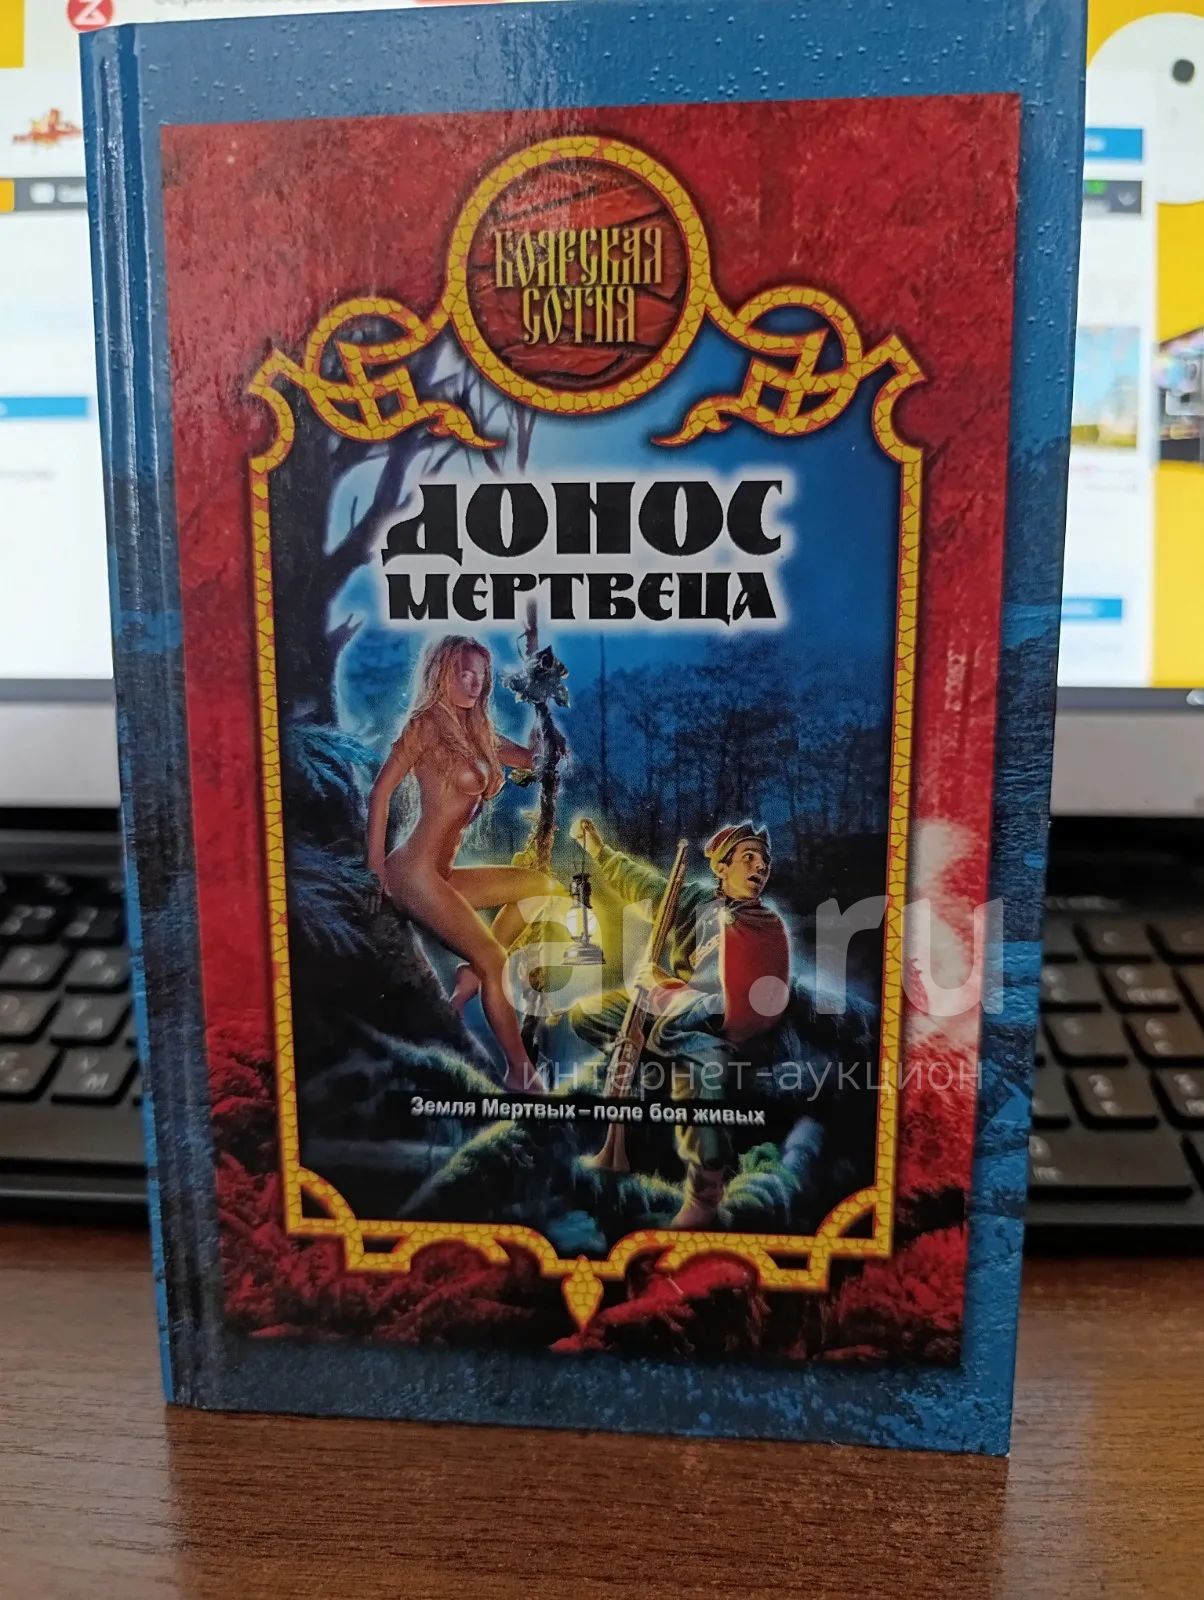 БОЯРСКАЯ
СОТНЯ
ДОНОС
МЕРТВЕЦА
au.ru
интернет-аукцион
Земля Мертвых – поле боя живых